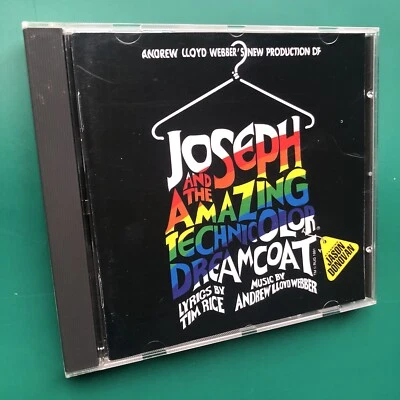 ANDREW LLOYD WEBBER'S NEW PRODUCTION OF
JOSEPH
AND THE
AMAZING
TECHNICOLOR®
DREAMCOAT
LYRICS BY
TIM RICE
MUSIC BY
ANDREW LLOYD WEBBER
JASON
DONOVAN